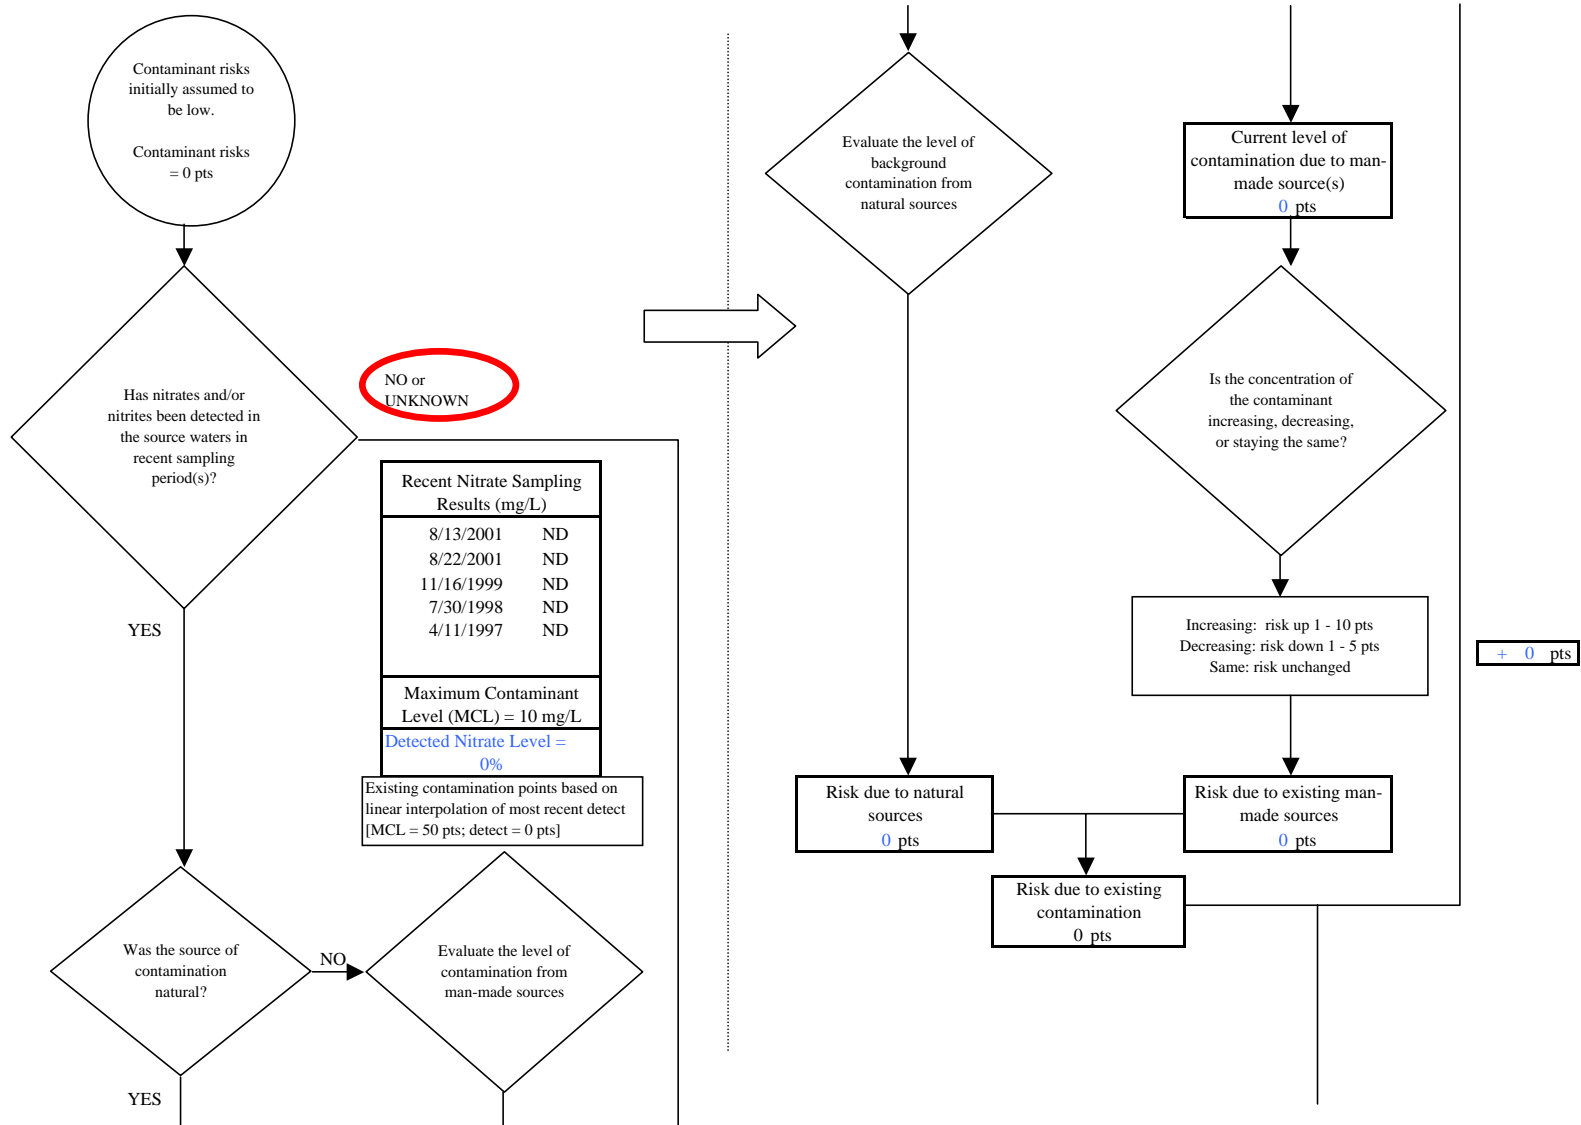 Contaminant risks
initially assumed to
be low.
Contaminant risks
= 0 pts
Has nitrates and/or
nitrites been detected in
the source waters in
recent sampling
period(s)?
NO or
UNKNOWN
YES
Recent Nitrate Sampling
Results (mg/L)
8/13/2001 ND
8/22/2001 ND
11/16/1999 ND
7/30/1998 ND
4/11/1997 ND
Maximum Contaminant
Level (MCL) = 10 mg/L
Detected Nitrate Level =
0%
Existing contamination points based on
linear interpolation of most recent detect
[MCL = 50 pts; detect = 0 pts]
Was the source of
contamination
natural?
NO
YES
Evaluate the level of
contamination from
man-made sources
Evaluate the level of
background
contamination from
natural sources
Current level of
contamination due to man-
made source(s)
0 pts
Is the concentration of
the contaminant
increasing, decreasing,
or staying the same?
Increasing: risk up 1 - 10 pts
Decreasing: risk down 1 - 5 pts
Same: risk unchanged
+ 0 pts
Risk due to natural
sources
0 pts
Risk due to existing man-
made sources
0 pts
Risk due to existing
contamination
0 pts